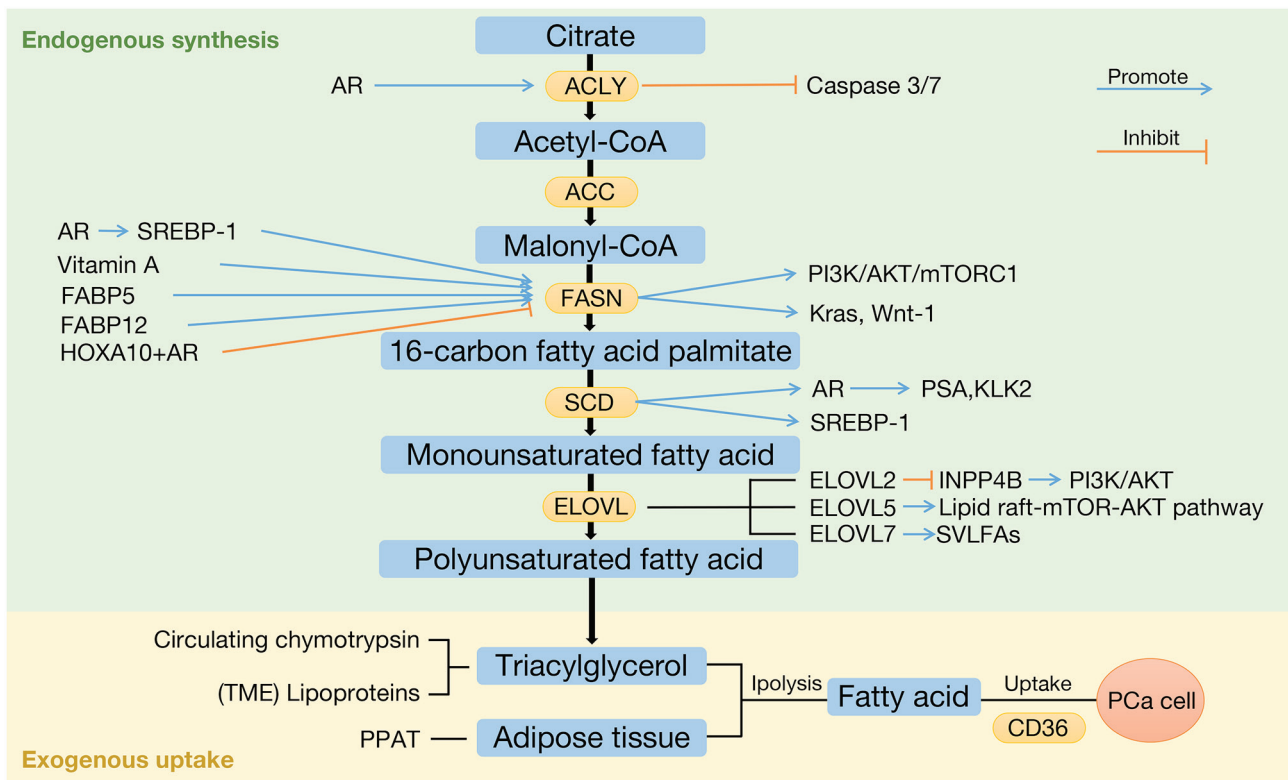 Endogenous synthesis
Citrate
AR
ACLY
Caspase 3/7
Promote
Acetyl-CoA
Inhibit
ACC
AR
SREBP-1
Malonyl-CoA
Vitamin A
PI3K/AKT/mTORC1
FABP5
FASN
FABP12
Kras, Wnt-1
HOXA10+AR
16-carbon fatty acid palmitate
SCD
AR
PSA,KLK2
SREBP-1
Monounsaturated fatty acid
ELOVL2
INPP4B
PI3K/AKT
ELOVL
ELOVL5
Lipid raft-mTOR-AKT pathway
ELOVL7
SVLFAs
Polyunsaturated fatty acid
Circulating chymotrypsin
Triacylglycerol
(TME) Lipoproteins
Ipolysis
Fatty acid
Uptake
PCa cell
CD36
PPAT
Adipose tissue
Exogenous uptake